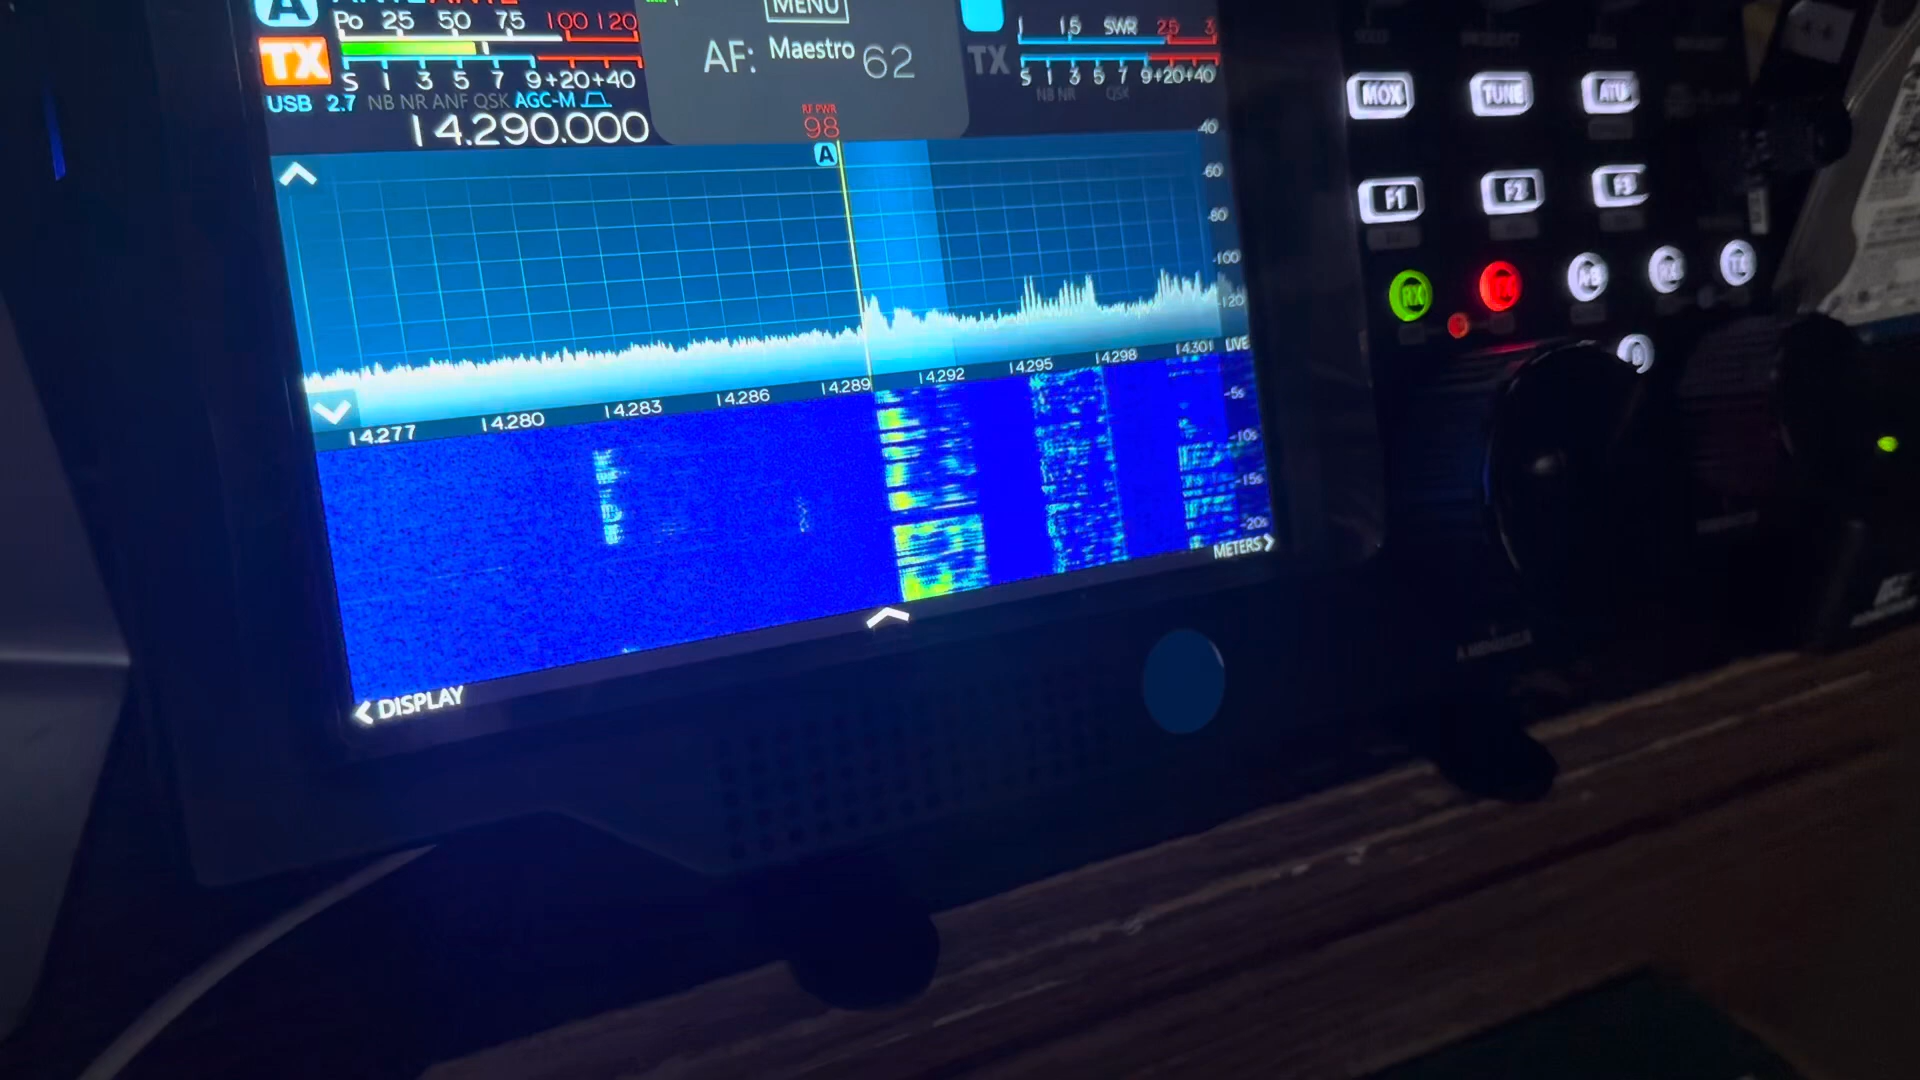 A
Po 25 50 75 100 120
TX
S 1 3 5 7 9+20+40
USB 2.7 NB NR ANF QSK AGC-M
14.290.000
MENU
AF: Maestro 62
RF PWR
98
A
1 1.5 SWR 2.5 3
TX
S 1 3 5 7 9+20+40
NB NR QSK
-40
-60
-80
-100
-120
14.277 14.280 14.283 14.286 14.289 14.292 14.295 14.298 14.301 LIVE
-5s
-10s
-15s
-20s
METERS
DISPLAY
MOX TUNE ATU
F1 F2 F3
RX TX